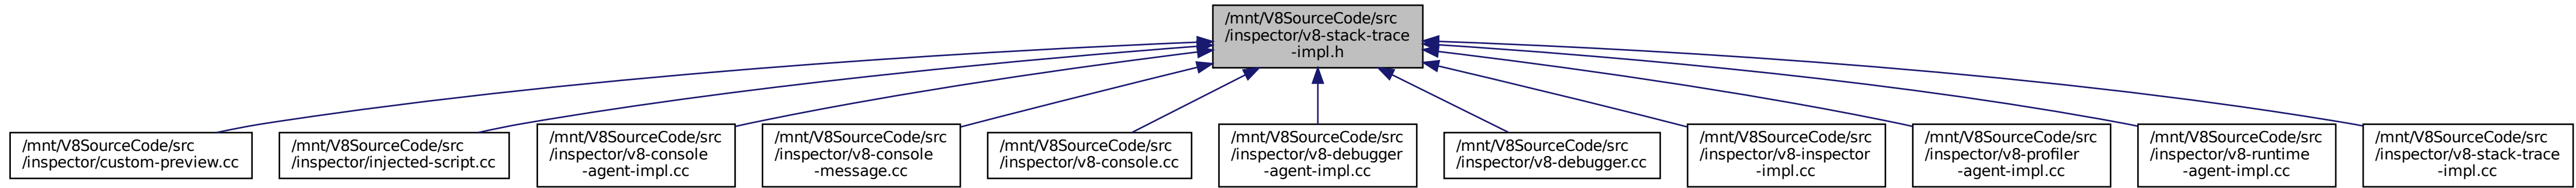 /mnt/V8SourceCode/src
/inspector/v8-stack-trace
-impl.h
/mnt/V8SourceCode/src
/inspector/custom-preview.cc
/mnt/V8SourceCode/src
/inspector/injected-script.cc
/mnt/V8SourceCode/src
/inspector/v8-console
-agent-impl.cc
/mnt/V8SourceCode/src
/inspector/v8-console
-message.cc
/mnt/V8SourceCode/src
/inspector/v8-console.cc
/mnt/V8SourceCode/src
/inspector/v8-debugger
-agent-impl.cc
/mnt/V8SourceCode/src
/inspector/v8-debugger.cc
/mnt/V8SourceCode/src
/inspector/v8-inspector
-impl.cc
/mnt/V8SourceCode/src
/inspector/v8-profiler
-agent-impl.cc
/mnt/V8SourceCode/src
/inspector/v8-runtime
-agent-impl.cc
/mnt/V8SourceCode/src
/inspector/v8-stack-trace
-impl.cc